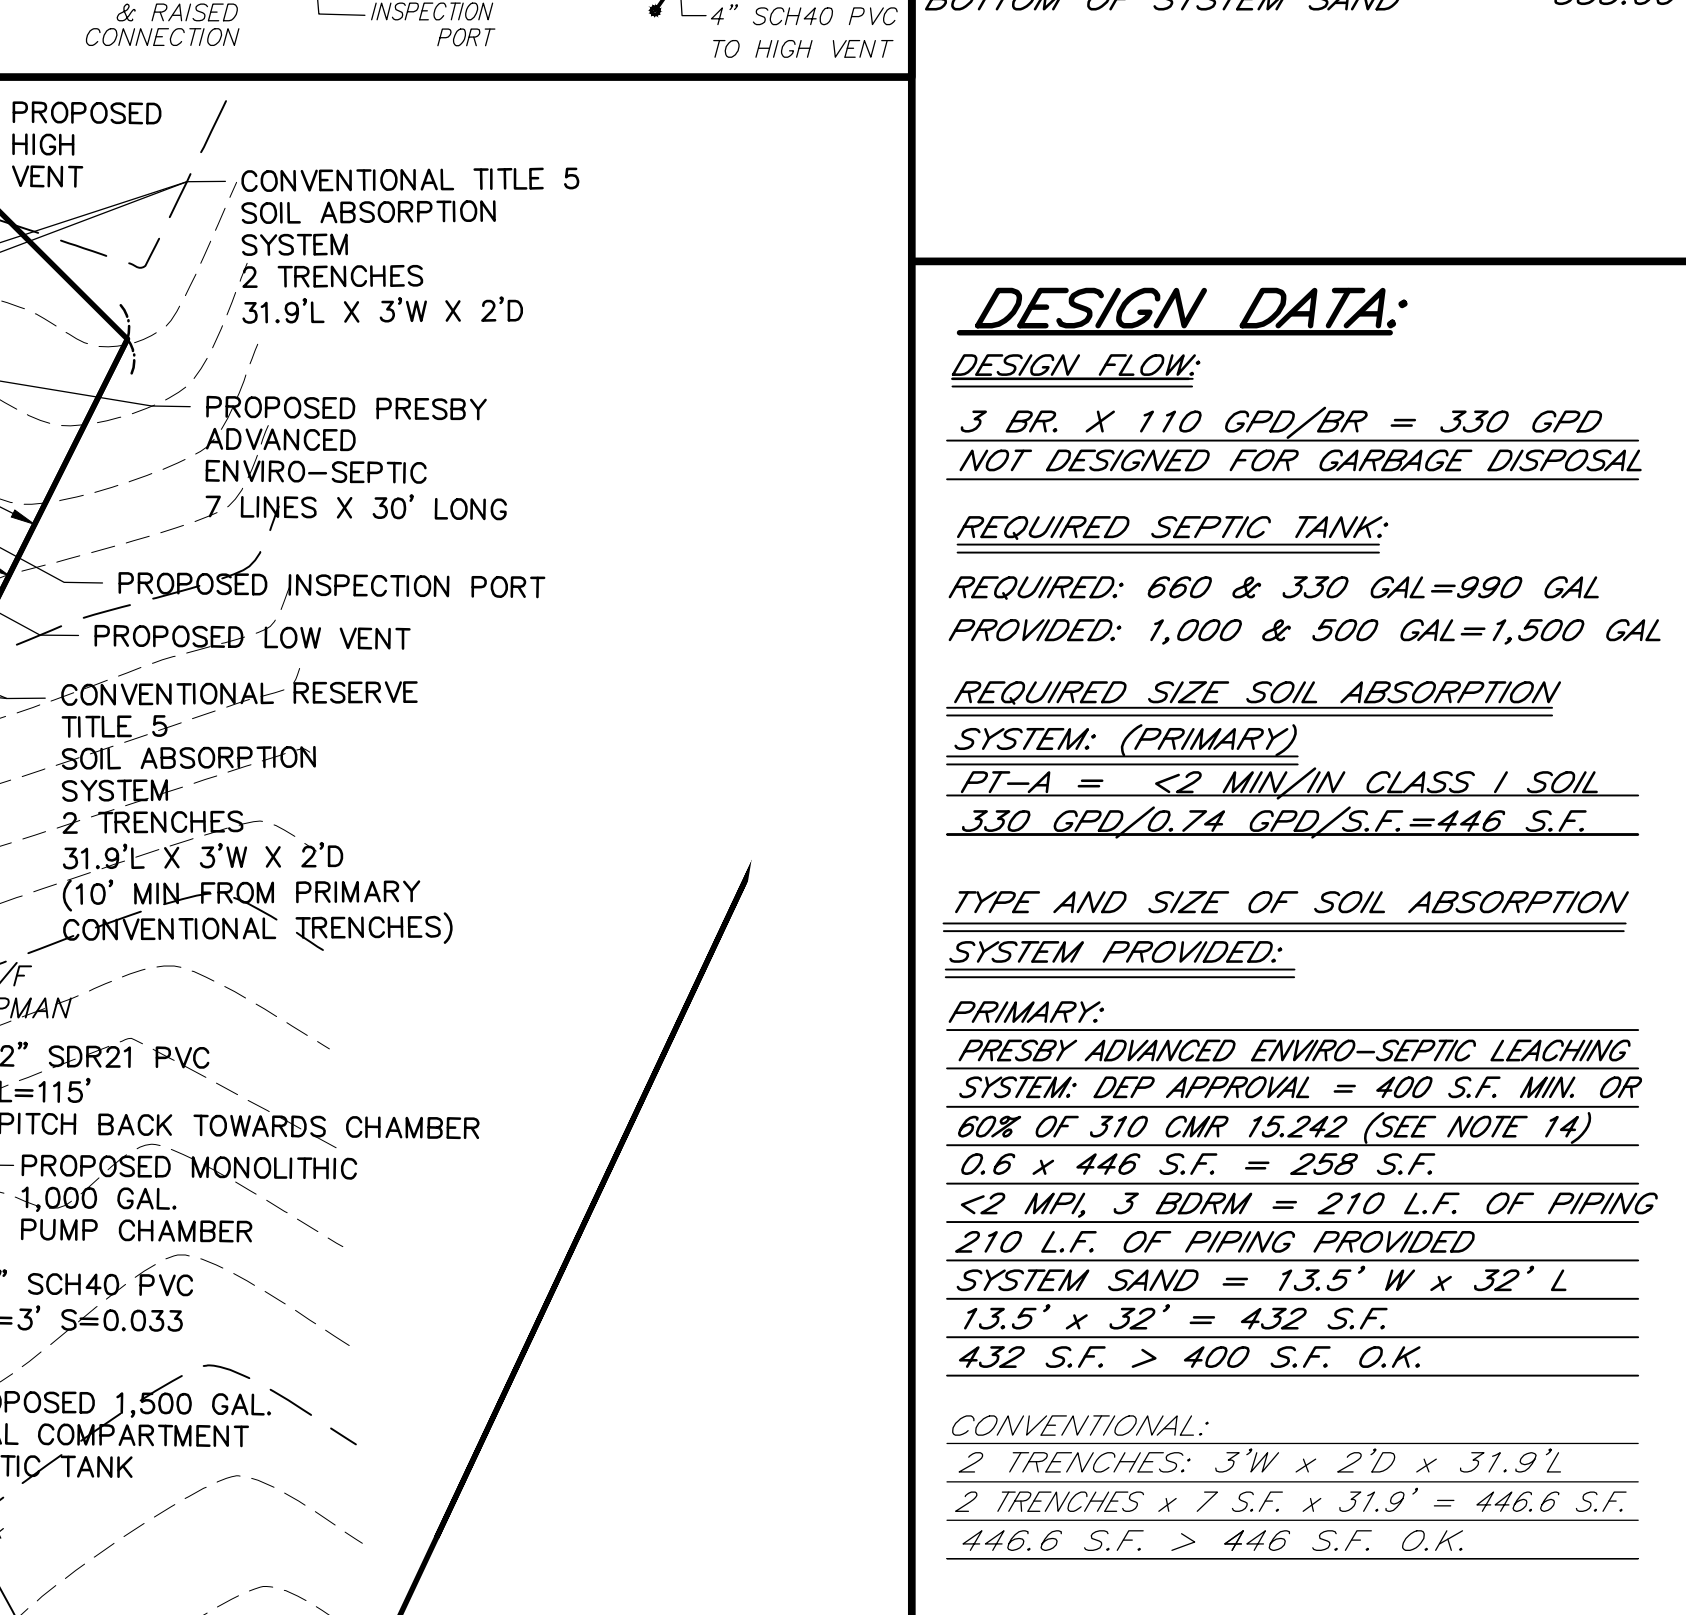 & RAISED
CONNECTION
INSPECTION
PORT
4" SCH40 PVC
TO HIGH VENT
BOTTOM OF SYSTEM SAND
PROPOSED
HIGH
VENT
CONVENTIONAL TITLE 5
SOIL ABSORPTION
SYSTEM
2 TRENCHES
31.9'L X 3'W X 2'D
PROPOSED PRESBY
ADVANCED
ENVIRO-SEPTIC
7 LINES X 30' LONG
PROPOSED INSPECTION PORT
PROPOSED LOW VENT
CONVENTIONAL RESERVE
TITLE 5
SOIL ABSORPTION
SYSTEM
2 TRENCHES
31.9'L X 3'W X 2'D
(10' MIN FROM PRIMARY
CONVENTIONAL TRENCHES)
/F
PMAN
2" SDR21 PVC
L=115'
PITCH BACK TOWARDS CHAMBER
PROPOSED MONOLITHIC
1,000 GAL.
PUMP CHAMBER
" SCH40 PVC
=3' S=0.033
POSED 1,500 GAL.
AL COMPARTMENT
TIC TANK
DESIGN DATA:
DESIGN FLOW:
3 BR. X 110 GPD/BR = 330 GPD
NOT DESIGNED FOR GARBAGE DISPOSAL
REQUIRED SEPTIC TANK:
REQUIRED: 660 & 330 GAL=990 GAL
PROVIDED: 1,000 & 500 GAL=1,500 GAL
REQUIRED SIZE SOIL ABSORPTION
SYSTEM: (PRIMARY)
PT-A = <2 MIN/IN CLASS I SOIL
330 GPD/0.74 GPD/S.F.=446 S.F.
TYPE AND SIZE OF SOIL ABSORPTION
SYSTEM PROVIDED:
PRIMARY:
PRESBY ADVANCED ENVIRO-SEPTIC LEACHING
SYSTEM: DEP APPROVAL = 400 S.F. MIN. OR
60% OF 310 CMR 15.242 (SEE NOTE 14)
0.6 x 446 S.F. = 258 S.F.
<2 MPI, 3 BDRM = 210 L.F. OF PIPING
210 L.F. OF PIPING PROVIDED
SYSTEM SAND = 13.5' W x 32' L
13.5' x 32' = 432 S.F.
432 S.F. > 400 S.F. O.K.
CONVENTIONAL:
2 TRENCHES: 3'W x 2'D x 31.9'L
2 TRENCHES x 7 S.F. x 31.9' = 446.6 S.F.
446.6 S.F. > 446 S.F. O.K.